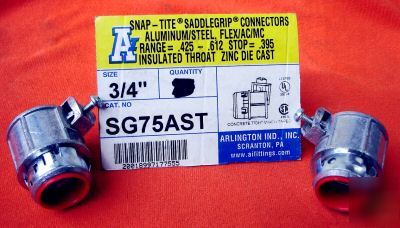 SNAP-TITE® SADDLEGRIP® CONNECTORS
ALUMINUM/STEEL, FLEX/AC/MC
RANGE= .425 - .612 STOP= .395
INSULATED THROAT ZINC DIE CAST
A
SIZE
QUANTITY
3/4"
CAT. NO
SG75AST
ARLINGTON IND., INC.
SCRANTON, PA
www.aifittings.com